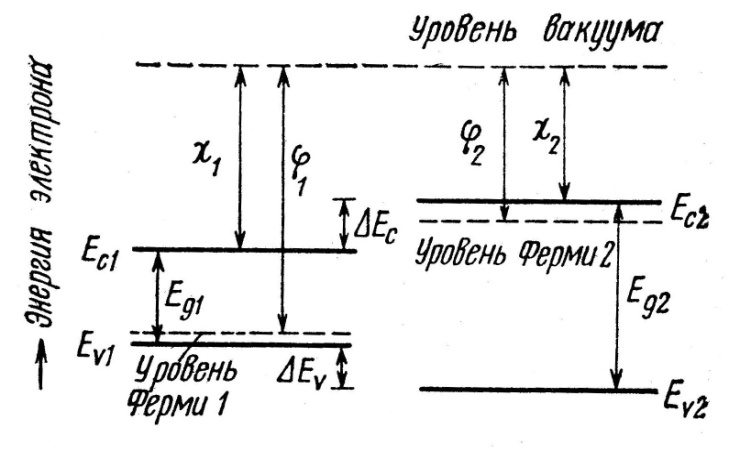 Уровень вакуума
Энергия электрона
χ₁
φ₁
φ₂
χ₂
ΔEc
Ec1
Ec2
Уровень Ферми 2
Eg1
Eg2
Ev1
Уровень
Ферми 1
ΔEv
Ev2